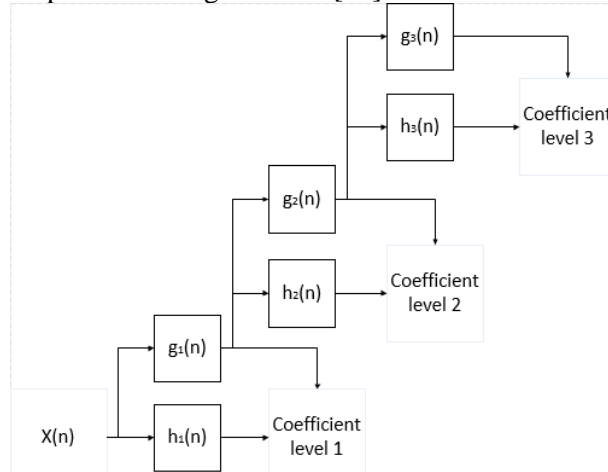 g₃(n)
h₃(n)
Coefficient
level 3
g₂(n)
h₂(n)
Coefficient
level 2
g₁(n)
X(n)
h₁(n)
Coefficient
level 1